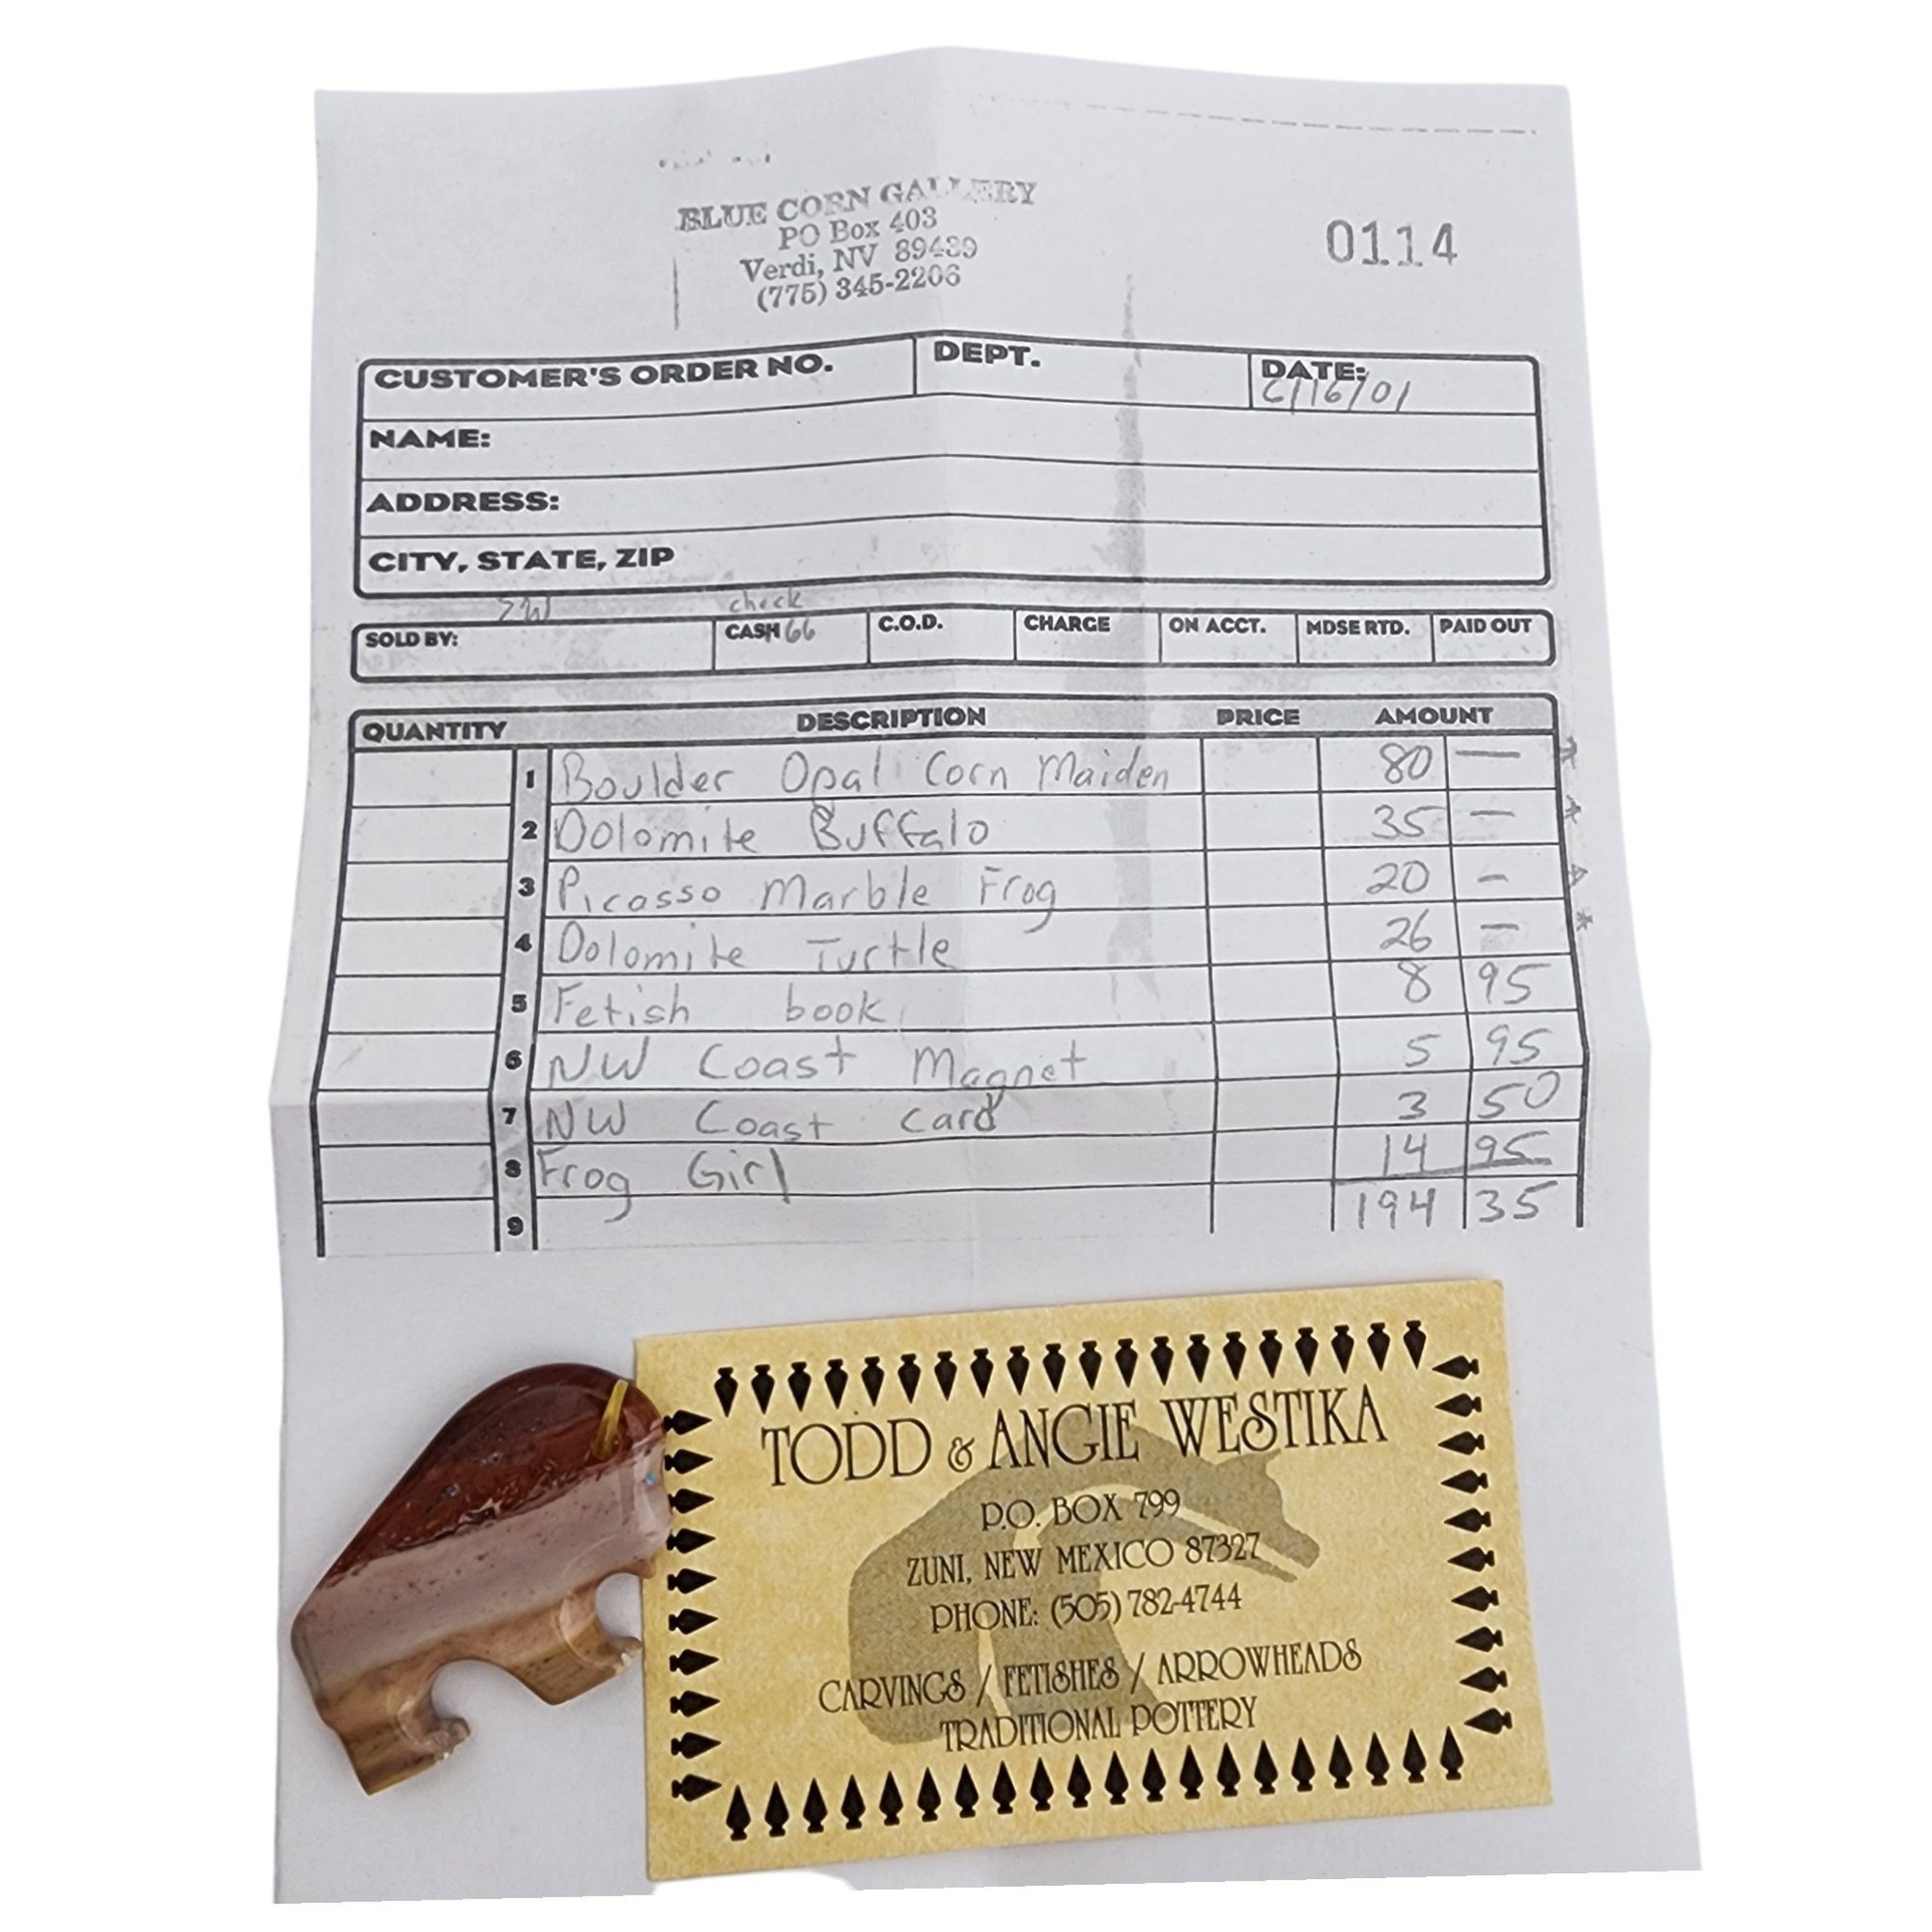 BLUE CORN GALLERY
PO Box 403
Verdi, NV 89439
(775) 345-2206
0114
CUSTOMER'S ORDER NO. DEPT. DATE:
/16/01
NAME:
ADDRESS:
CITY, STATE, ZIP
check
SOLD BY: CASH 66 C.O.D. CHARGE ON ACCT. MDSE RTD. PAID OUT
QUANTITY DESCRIPTION PRICE AMOUNT
1 Boulder Opal Corn Maiden 80 —
2 Dolomite Buffalo 35 —
3 Picasso Marble Frog 20 —
4 Dolomite Turtle 26 —
5 Fetish book 8 95
6 NW Coast Magnet 5 95
7 NW Coast card 3 50
8 Frog Girl 14 95
9 194 35
TODD & ANGIE WESTIKA
P.O. BOX 799
ZUNI, NEW MEXICO 87327
PHONE: (505) 782-4744
CARVINGS / FETISHES / ARROWHEADS
TRADITIONAL POTTERY